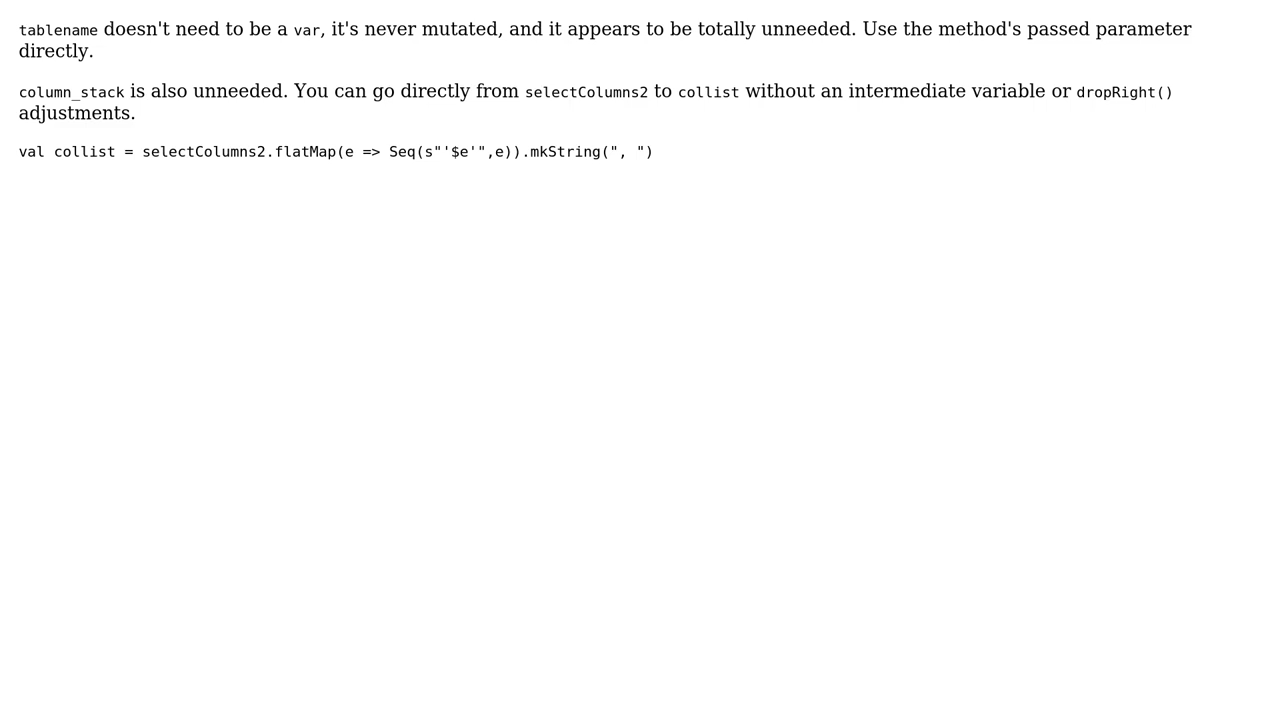 tablename doesn't need to be a var, it's never mutated, and it appears to be totally unneeded. Use the method's passed parameter
directly.
column_stack is also unneeded. You can go directly from selectColumns2 to collist without an intermediate variable or dropRight()
adjustments.
val collist = selectColumns2.flatMap(e => Seq(s"'$e'",e)).mkString(", ")